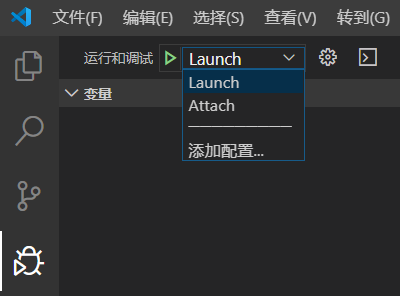 文件(F) 编辑(E) 选择(S) 查看(V) 转到(G)
运行和调试 Launch
Launch
变量
Attach
添加配置...